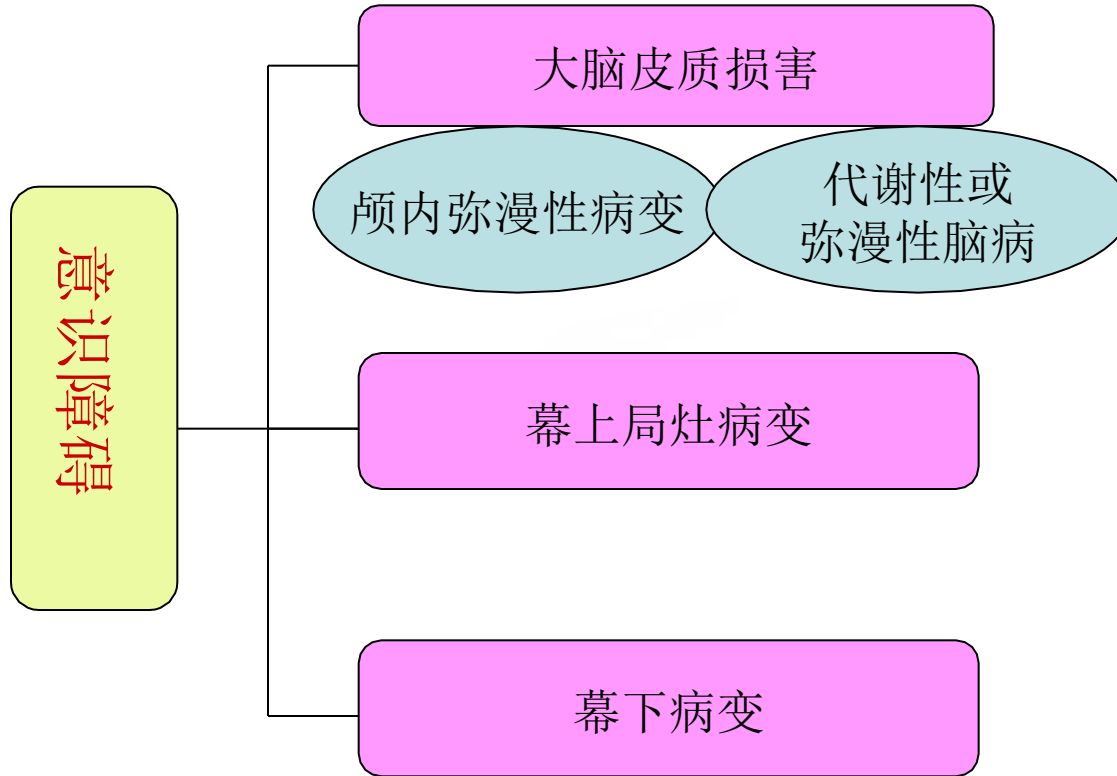 大脑皮质损害
颅内弥漫性病变
代谢性或
弥漫性脑病
意识障碍
幕上局灶病变
幕下病变